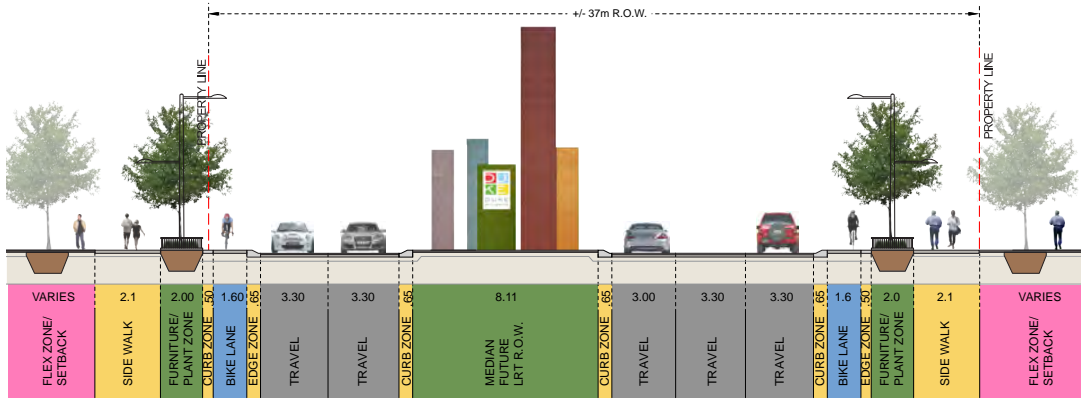 +/- 37m R.O.W.
PROPERTY LINE
PROPERTY LINE
DUKE
VARIES
2.1
2.00
.50
1.60
.65
3.30
3.30
.65
8.11
.65
3.00
3.30
3.30
.65
1.6
.50
2.0
2.1
VARIES
FLEX ZONE/
SETBACK
SIDE WALK
FURNITURE/
PLANT ZONE
CURB ZONE
BIKE LANE
EDGE ZONE
TRAVEL
TRAVEL
CURB ZONE
MEDIAN
FUTURE
LRT R.O.W.
CURB ZONE
TRAVEL
TRAVEL
TRAVEL
CURB ZONE
BIKE LANE
EDGE ZONE
FURNITURE/
PLANT ZONE
SIDE WALK
FLEX ZONE/
SETBACK